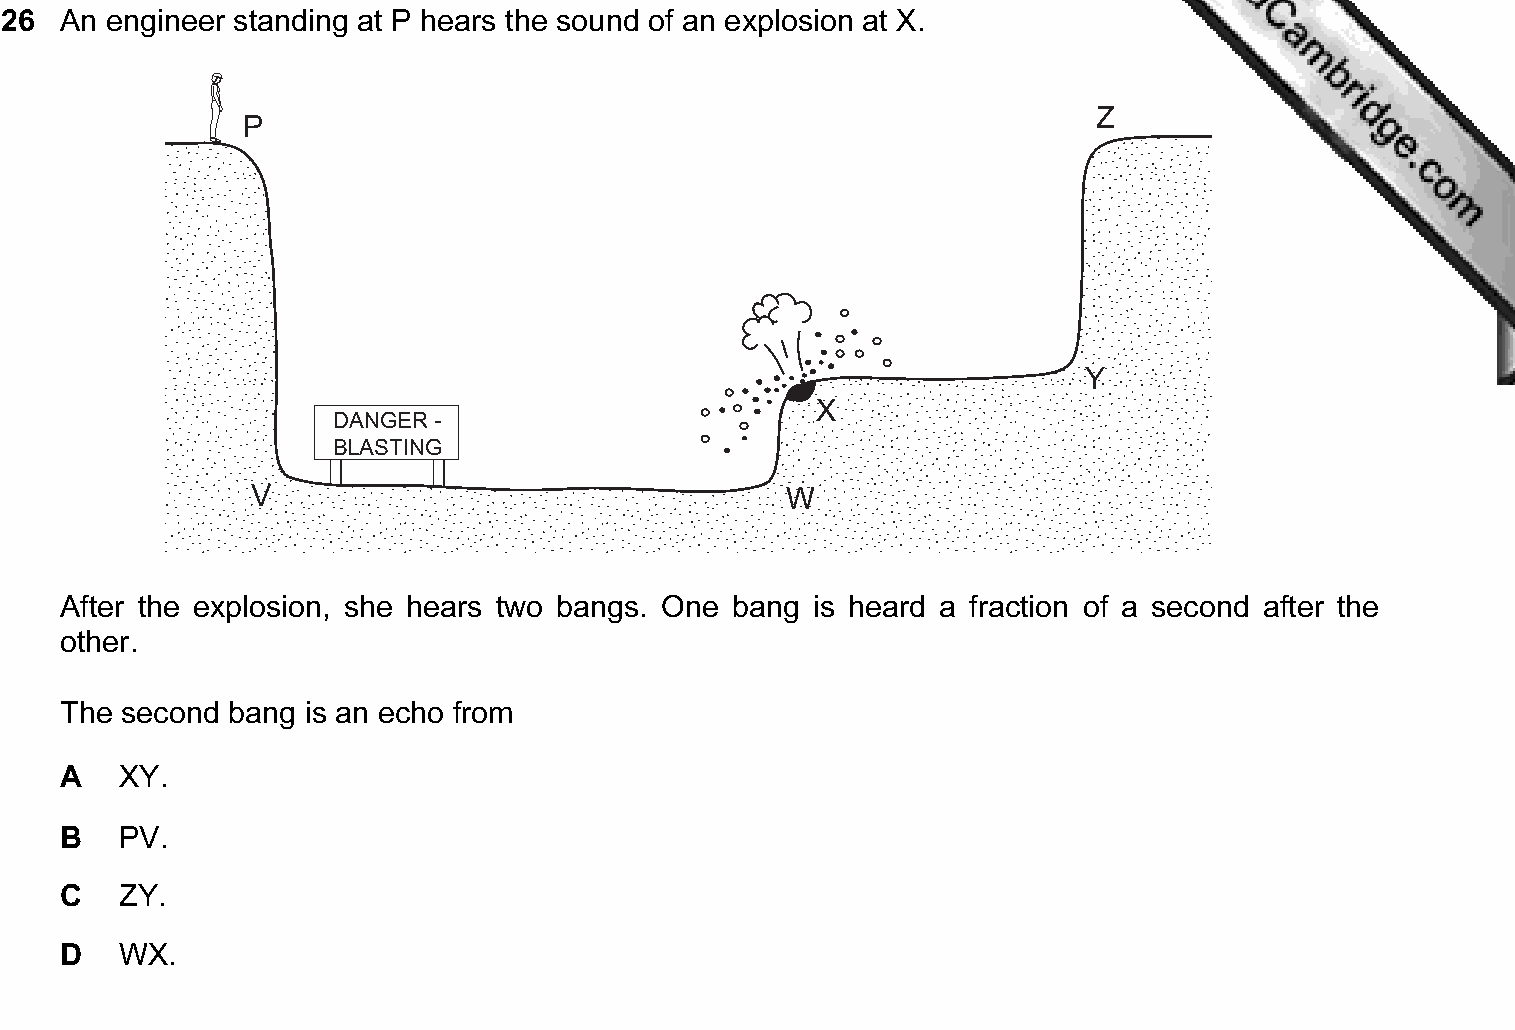 26 An engineer standing at P hears the sound of an explosion at X.
Cambridge.com
P
Z
Y
X
DANGER -
BLASTING
V
W
After the explosion, she hears two bangs. One bang is heard a fraction of a second after the
other.
The second bang is an echo from
A XY.
B PV.
C ZY.
D WX.